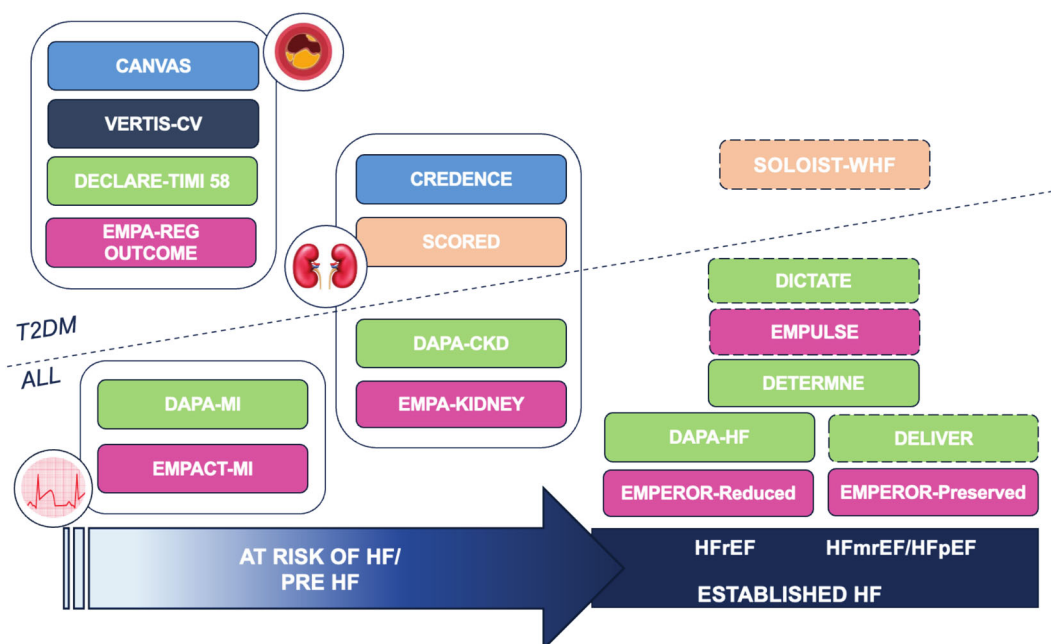 CANVAS
VERTIS-CV
DECLARE-TIMI 58
EMPA-REG
OUTCOME
CREDENCE
SCORED
SOLOIST-WHF
T2DM
ALL
DAPA-MI
EMPACT-MI
DAPA-CKD
EMPA-KIDNEY
DICTATE
EMPULSE
DETERMNE
DAPA-HF
DELIVER
EMPEROR-Reduced
EMPEROR-Preserved
AT RISK OF HF/
PRE HF
HFrEF
HFmrEF/HFpEF
ESTABLISHED HF